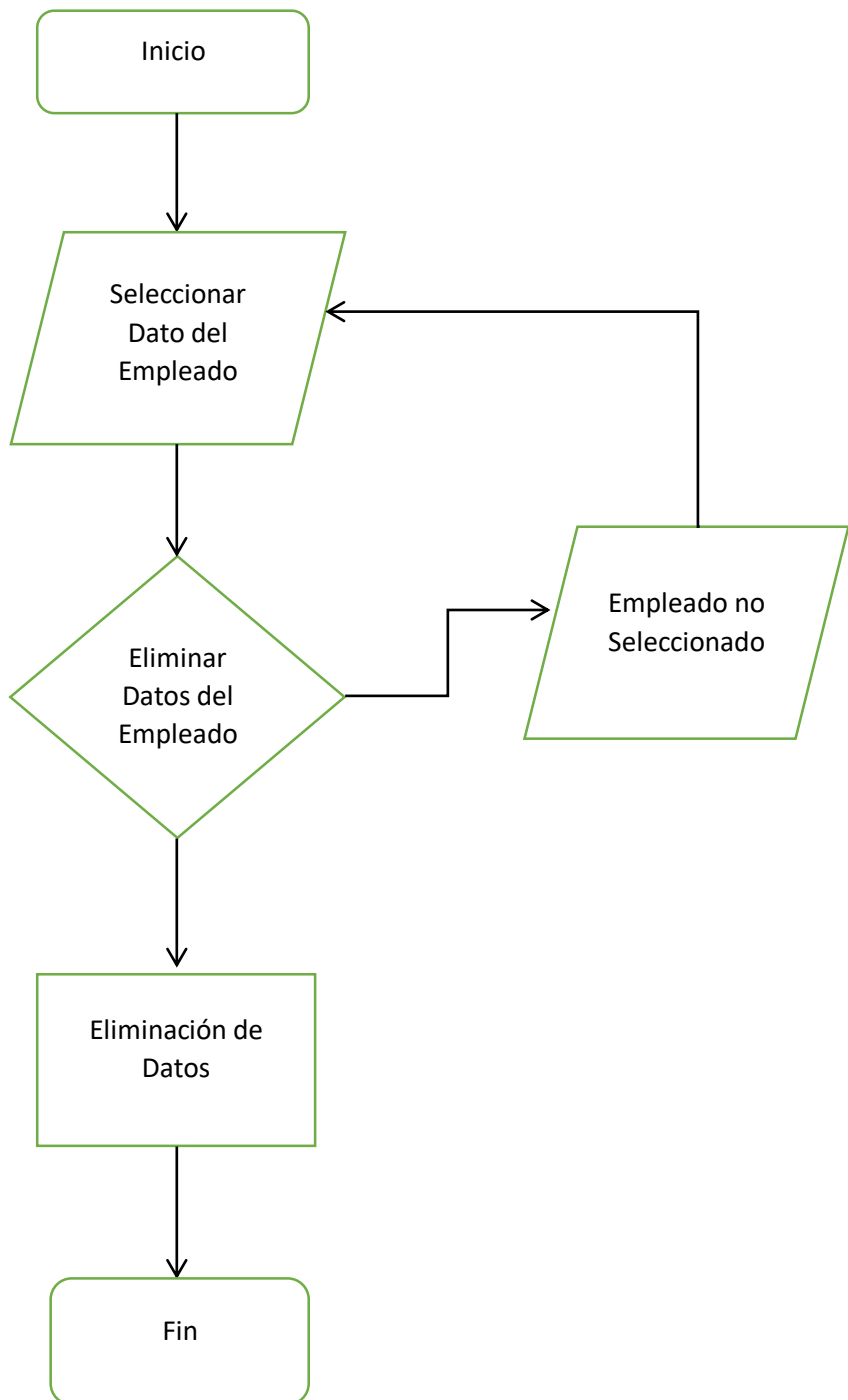 Inicio
Seleccionar
Dato del
Empleado
Empleado no
Seleccionado
Eliminar
Datos del
Empleado
Eliminación de
Datos
Fin